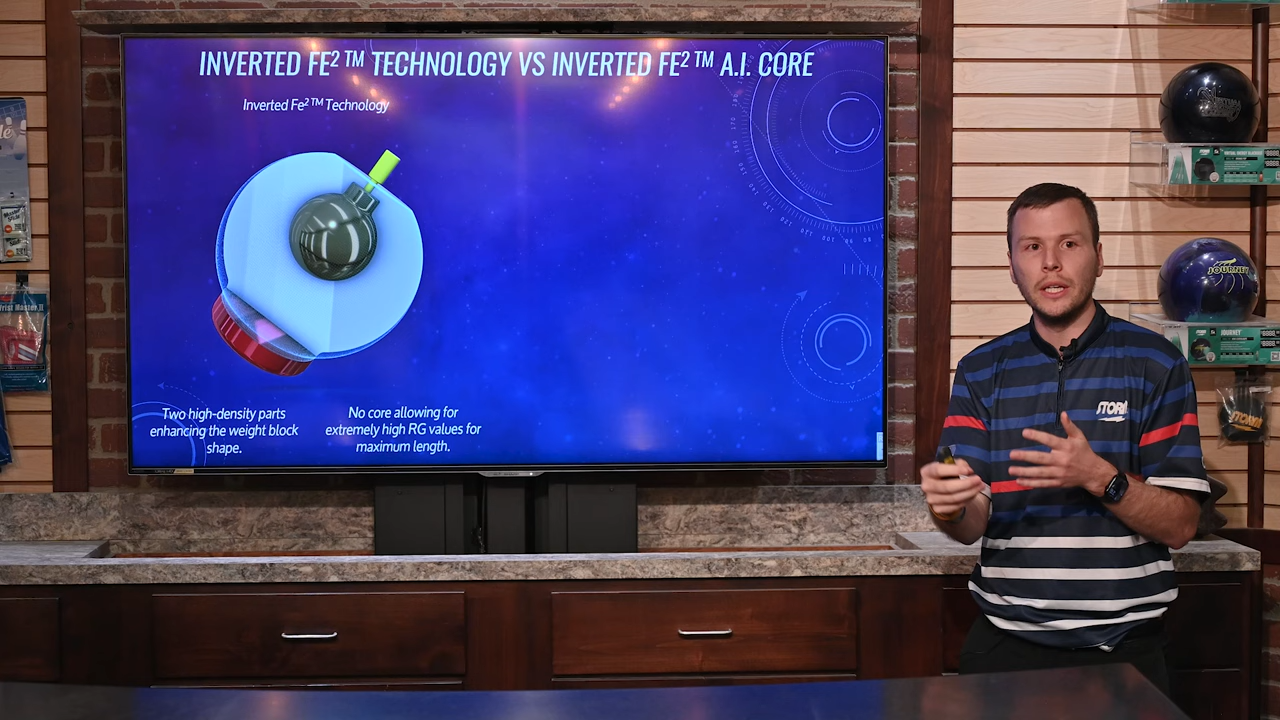 INVERTED FE² ™ TECHNOLOGY VS INVERTED FE² ™ A.I. CORE
Inverted Fe² ™ Technology
Two high-density parts
enhancing the weight block
shape.
No core allowing for
extremely high RG values for
maximum length.
STORM
JOURNEY
JOURNEY